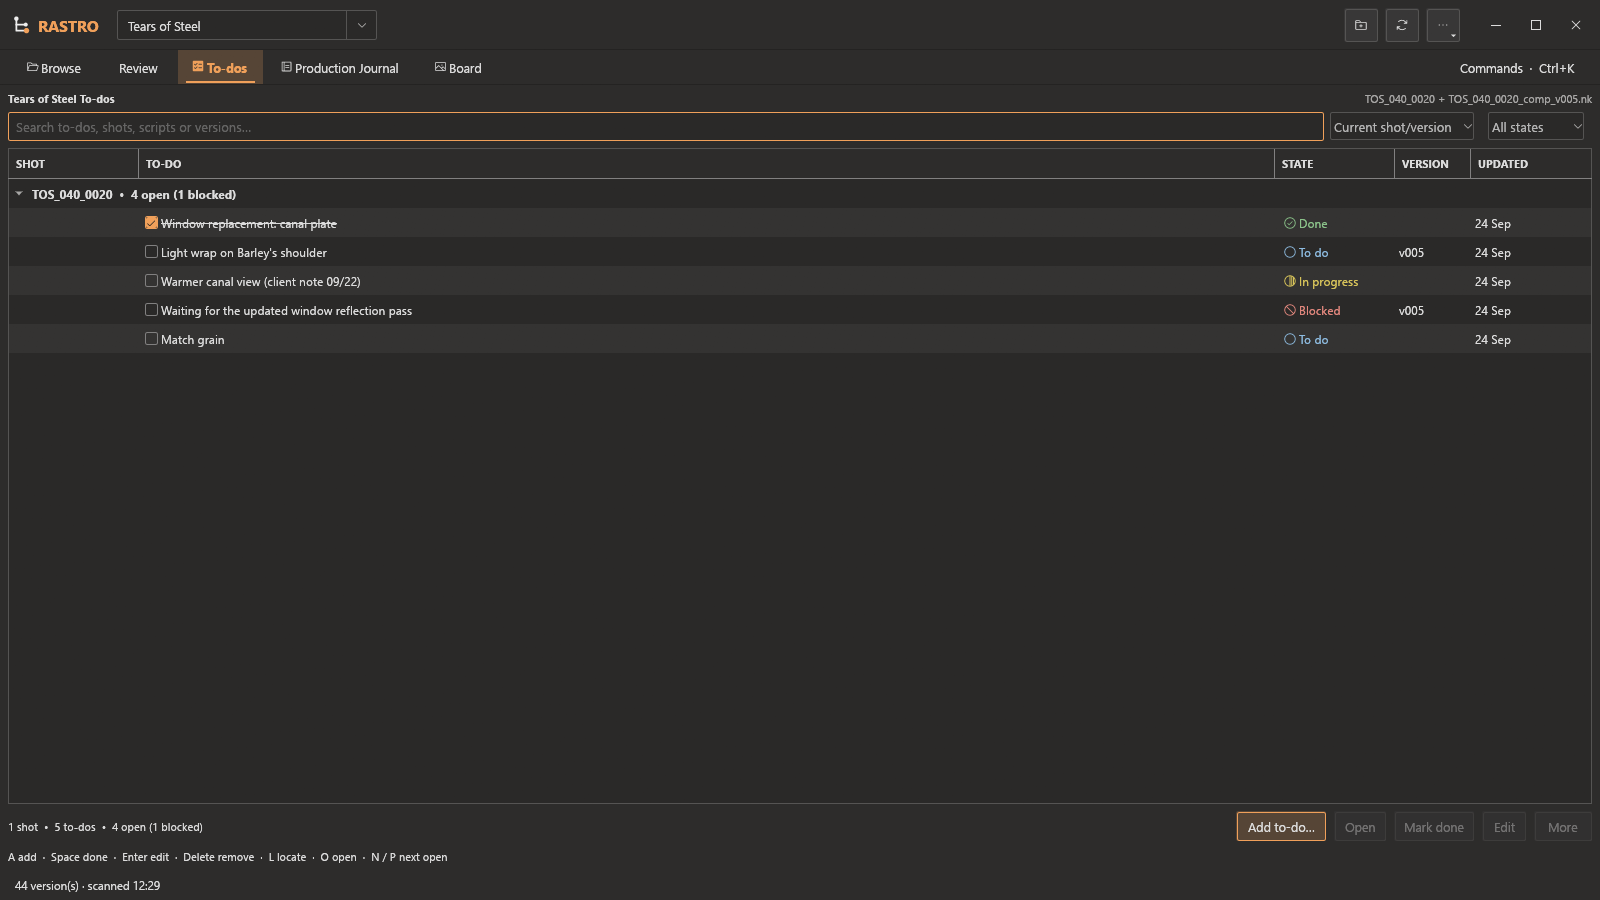 RASTRO
Tears of Steel
Browse
Review
To-dos
Production Journal
Board
Commands · Ctrl+K
Tears of Steel To-dos
TOS_040_0020 + TOS_040_0020_comp_v005.nk
Search to-dos, shots, scripts or versions...
Current shot/version
All states
SHOT TO-DO STATE VERSION UPDATED
TOS_040_0020 • 4 open (1 blocked)
Window replacement: canal plate Done 24 Sep
Light wrap on Barley's shoulder To do v005 24 Sep
Warmer canal view (client note 09/22) In progress 24 Sep
Waiting for the updated window reflection pass Blocked v005 24 Sep
Match grain To do 24 Sep
1 shot • 5 to-dos • 4 open (1 blocked)
Add to-do...
Open
Mark done
Edit
More
A add · Space done · Enter edit · Delete remove · L locate · O open · N / P next open
44 version(s) · scanned 12:29